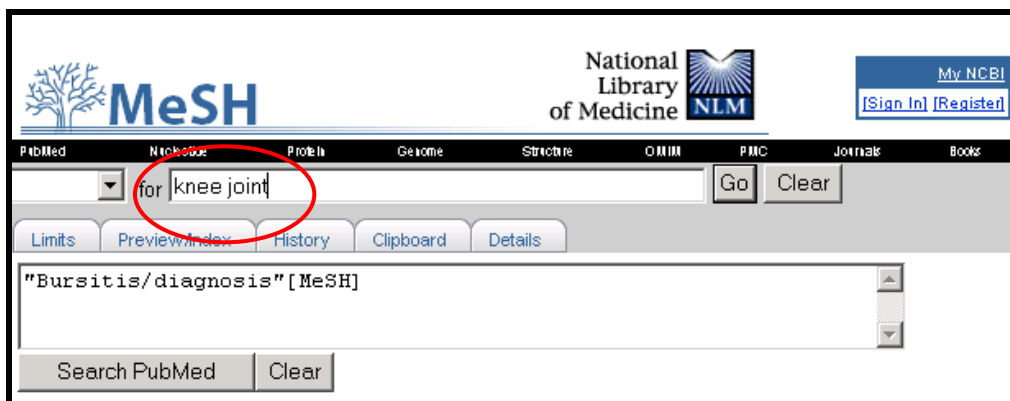 MeSH
National
Library
of Medicine
NLM
My NCBI
[Sign In] [Register]
PubMed Nucleotide Protein Genome Structure OMIM PMC Journals Books
for knee joint Go Clear
Limits Preview/Index History Clipboard Details
"Bursitis/diagnosis"[MeSH]
Search PubMed Clear